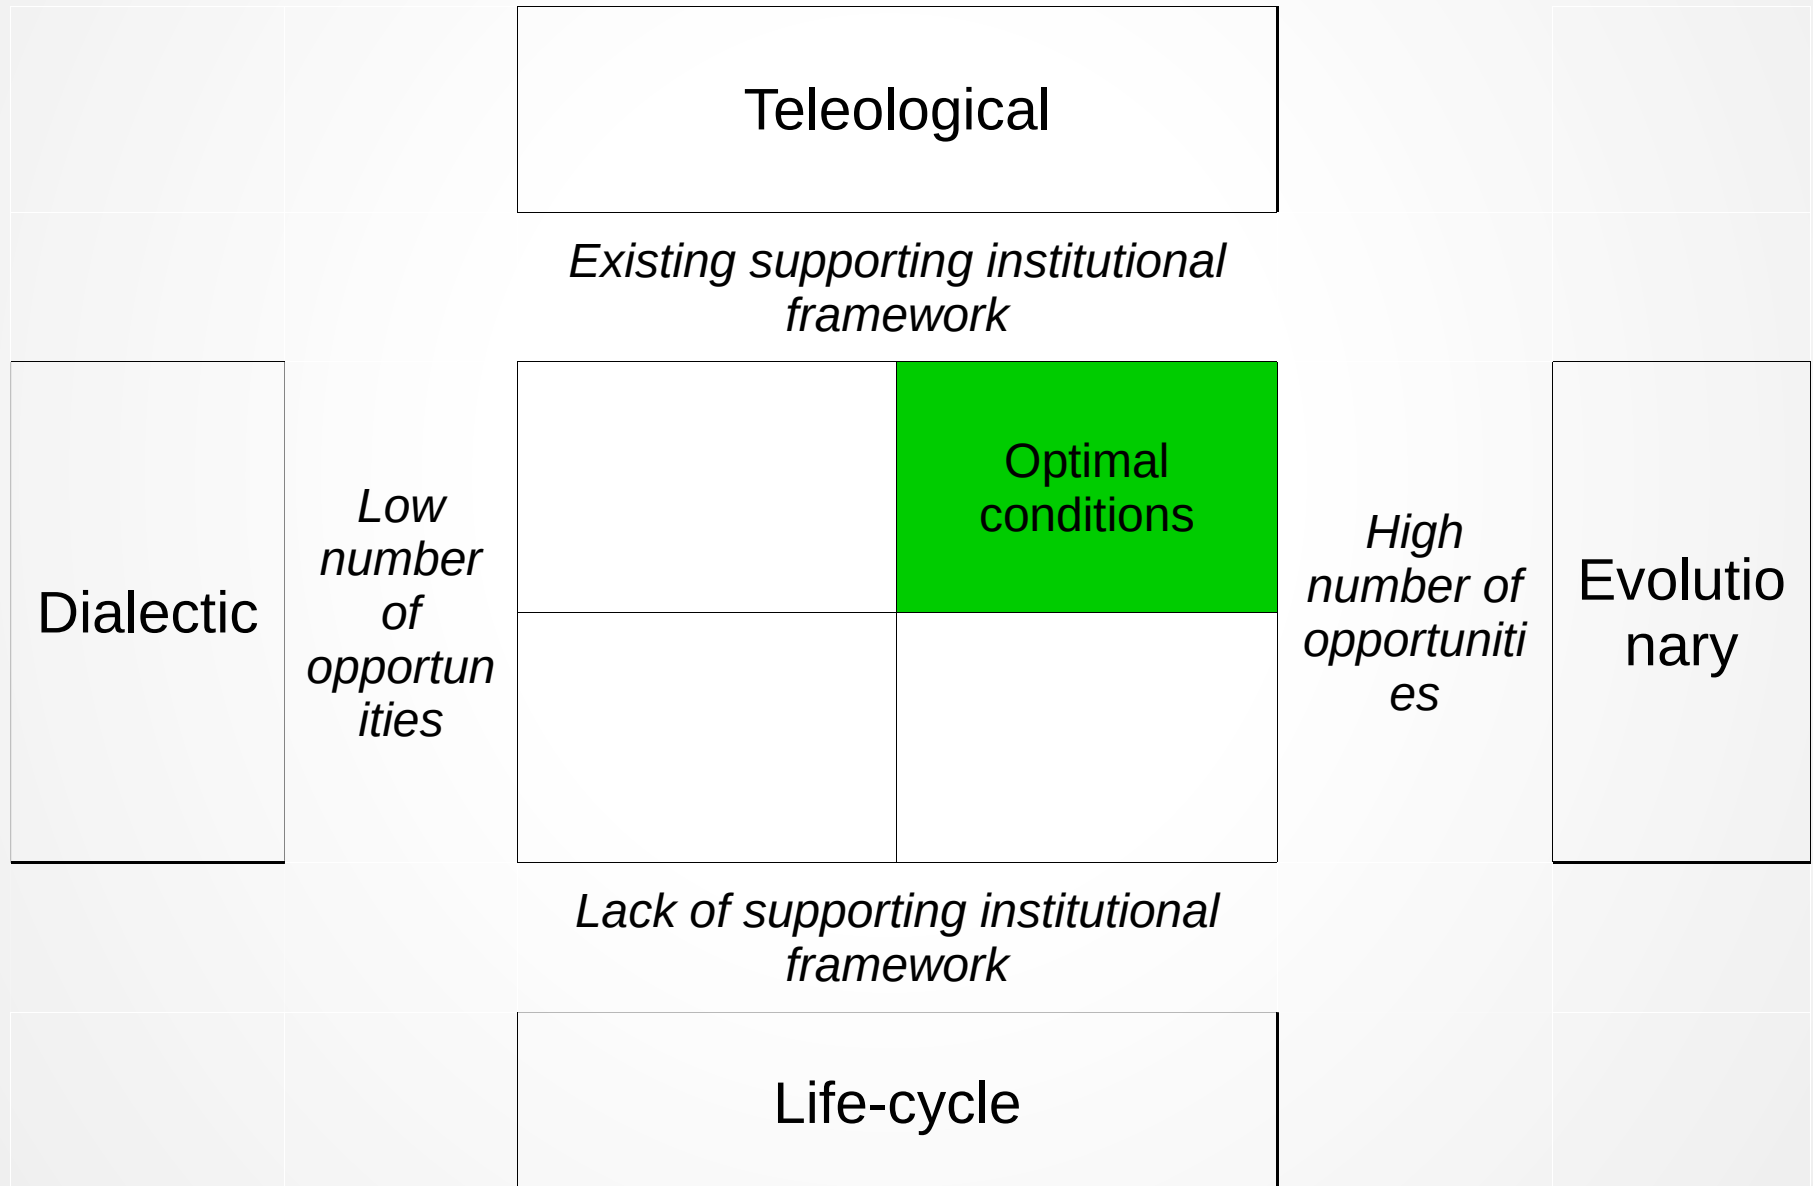 Teleological
Existing supporting institutional
framework
Dialectic
Low
number
of
opportun
ities
Optimal
conditions
High
number of
opportuniti
es
Evolutio
nary
Lack of supporting institutional
framework
Life-cycle